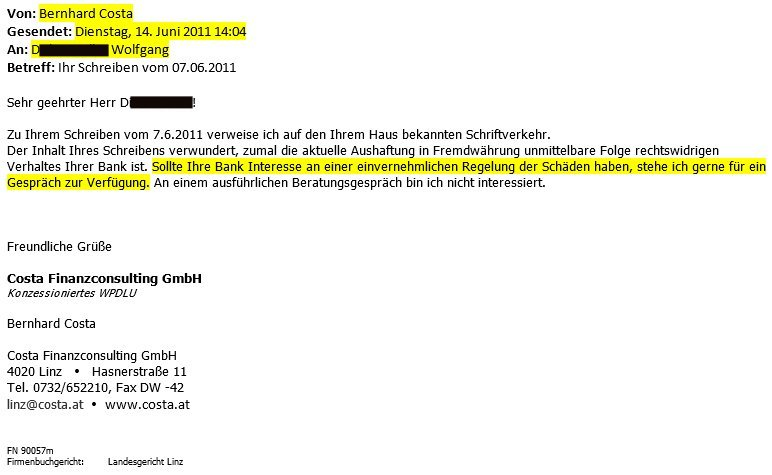 Von: Bernhard Costa
Gesendet: Dienstag, 14. Juni 2011 14:04
An: D Wolfgang
Betreff: Ihr Schreiben vom 07.06.2011
Sehr geehrter Herr D!
Zu Ihrem Schreiben vom 7.6.2011 verweise ich auf den Ihrem Haus bekannten Schriftverkehr.
Der Inhalt Ihres Schreibens verwundert, zumal die aktuelle Aushaftung in Fremdwährung unmittelbare Folge rechtswidrigen
Verhaltes Ihrer Bank ist. Sollte Ihre Bank Interesse an einer einvernehmlichen Regelung der Schäden haben, stehe ich gerne für ein
Gespräch zur Verfügung. An einem ausführlichen Beratungsgespräch bin ich nicht interessiert.
Freundliche Grüße
Costa Finanzconsulting GmbH
Konzessioniertes WPDLU
Bernhard Costa
Costa Finanzconsulting GmbH
4020 Linz • Hasnerstraße 11
Tel. 0732/652210, Fax DW -42
linz@costa.at • www.costa.at
FN 90057m
Firmenbuchgericht: Landesgericht Linz